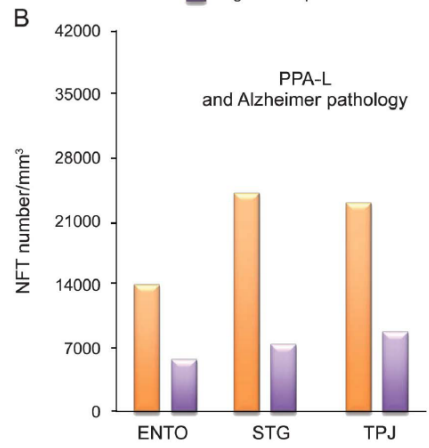 B
42000
PPA-L
and Alzheimer pathology
35000
28000
21000
14000
7000
0
NFT number/mm³
ENTO STG TPJ